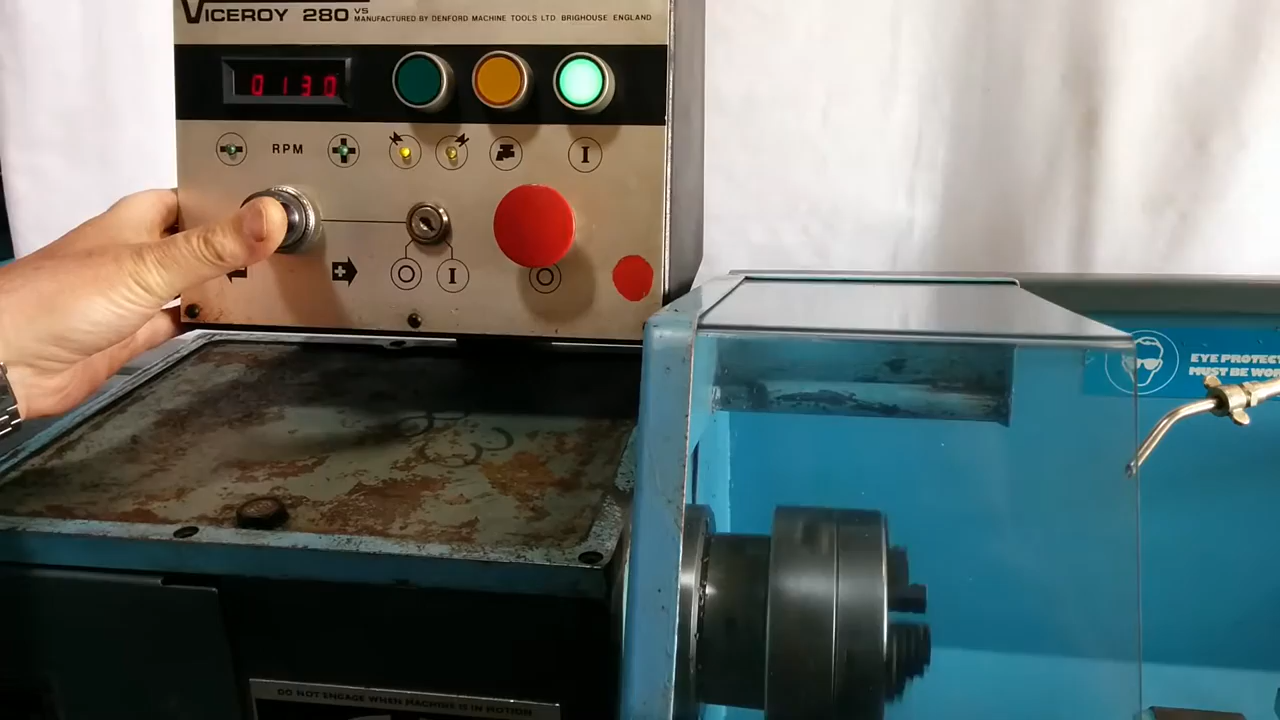 VICEROY 280 VS
MANUFACTURED BY DENFORD MACHINE TOOLS LTD. BRIGHOUSE ENGLAND
0130
RPM
I
O I
O
EYE PROTECT
MUST BE WOR
DO NOT ENGAGE WHEN MACHINE IS IN MOTION